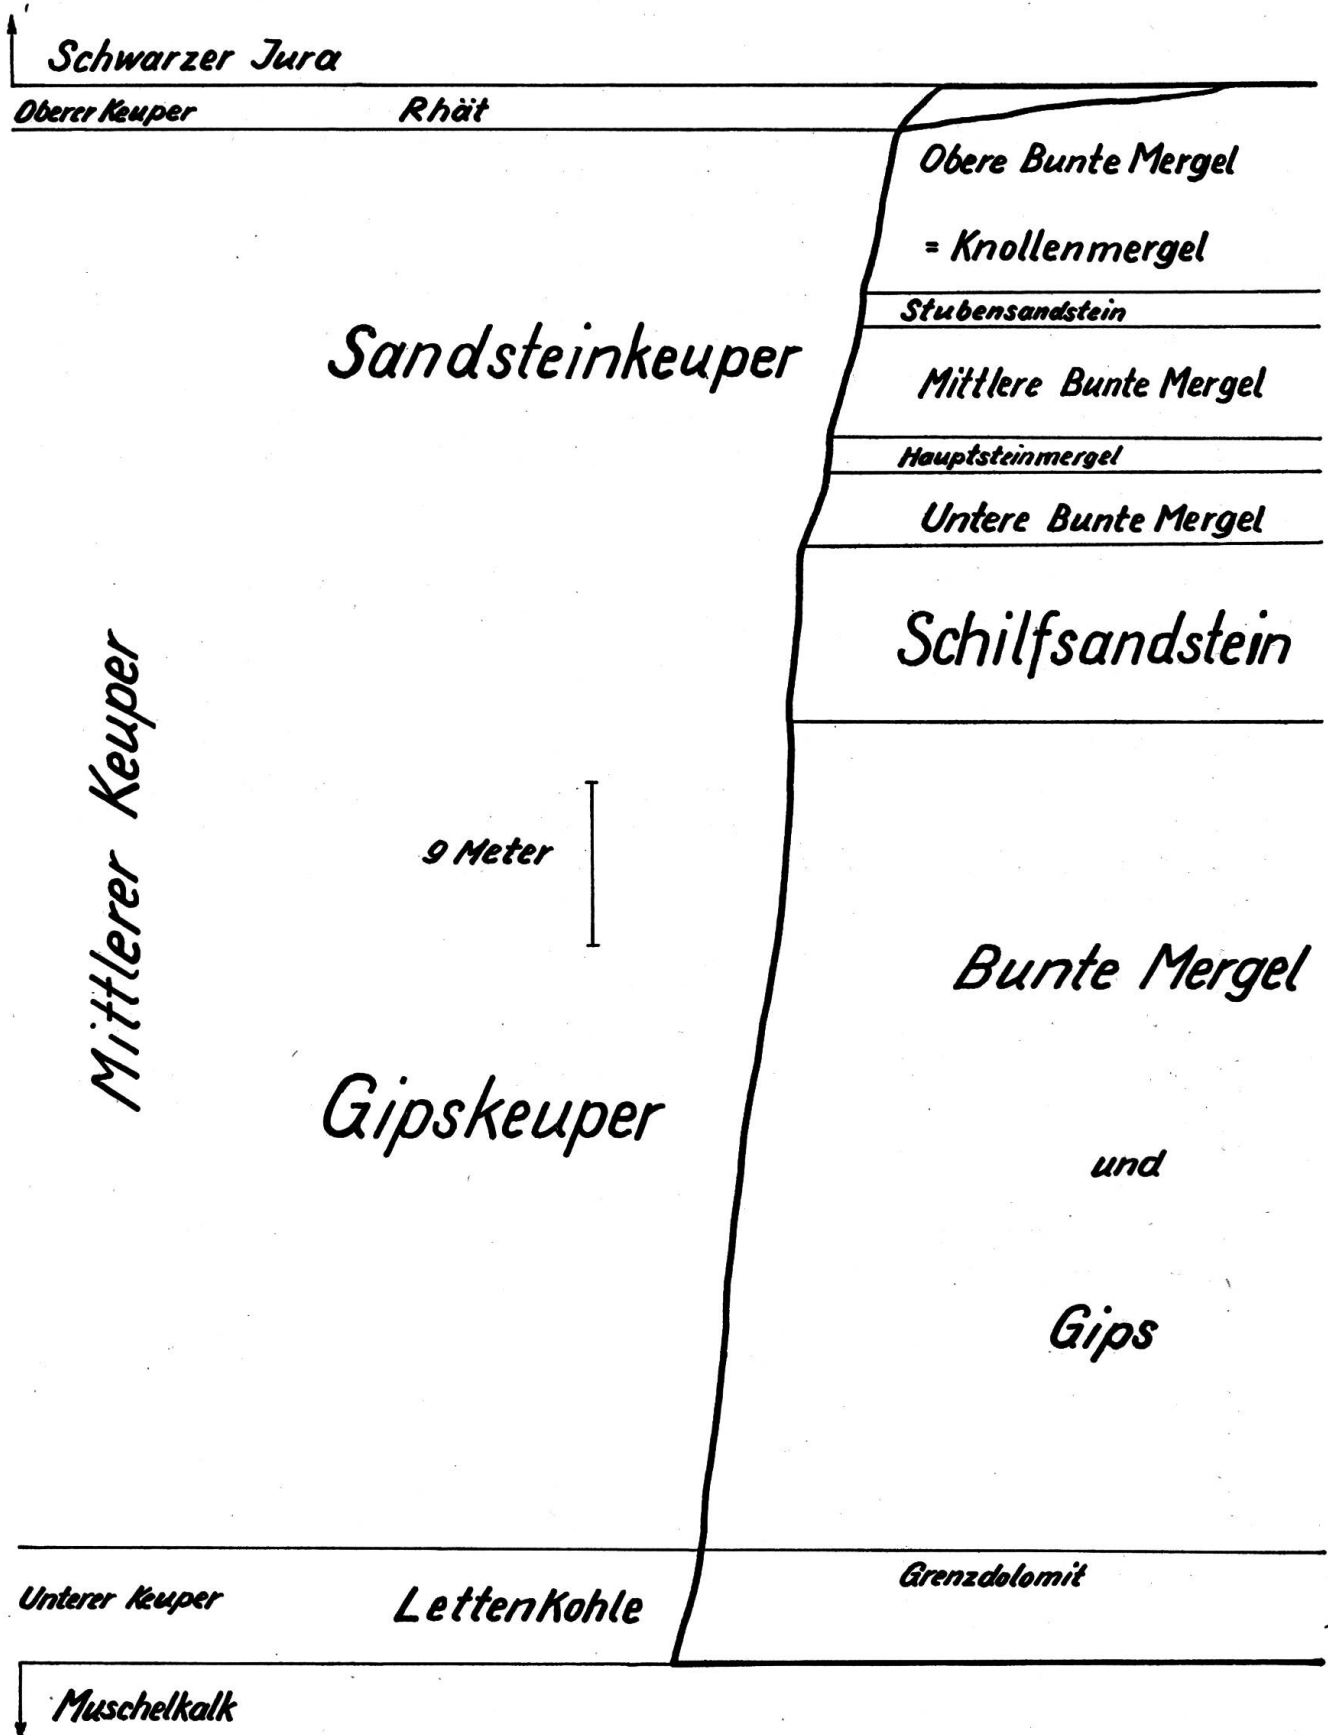 Schwarzer Jura
Oberer Keuper
Rhät
Obere Bunte Mergel
= Knollenmergel
Stubensandstein
Sandsteinkeuper
Mittlere Bunte Mergel
Hauptsteinmergel
Untere Bunte Mergel
Schilfsandstein
Mittlerer Keuper
9 Meter
Bunte Mergel
Gipskeuper
und
Gips
Grenzdolomit
Unterer Keuper
Lettenkohle
Muschelkalk